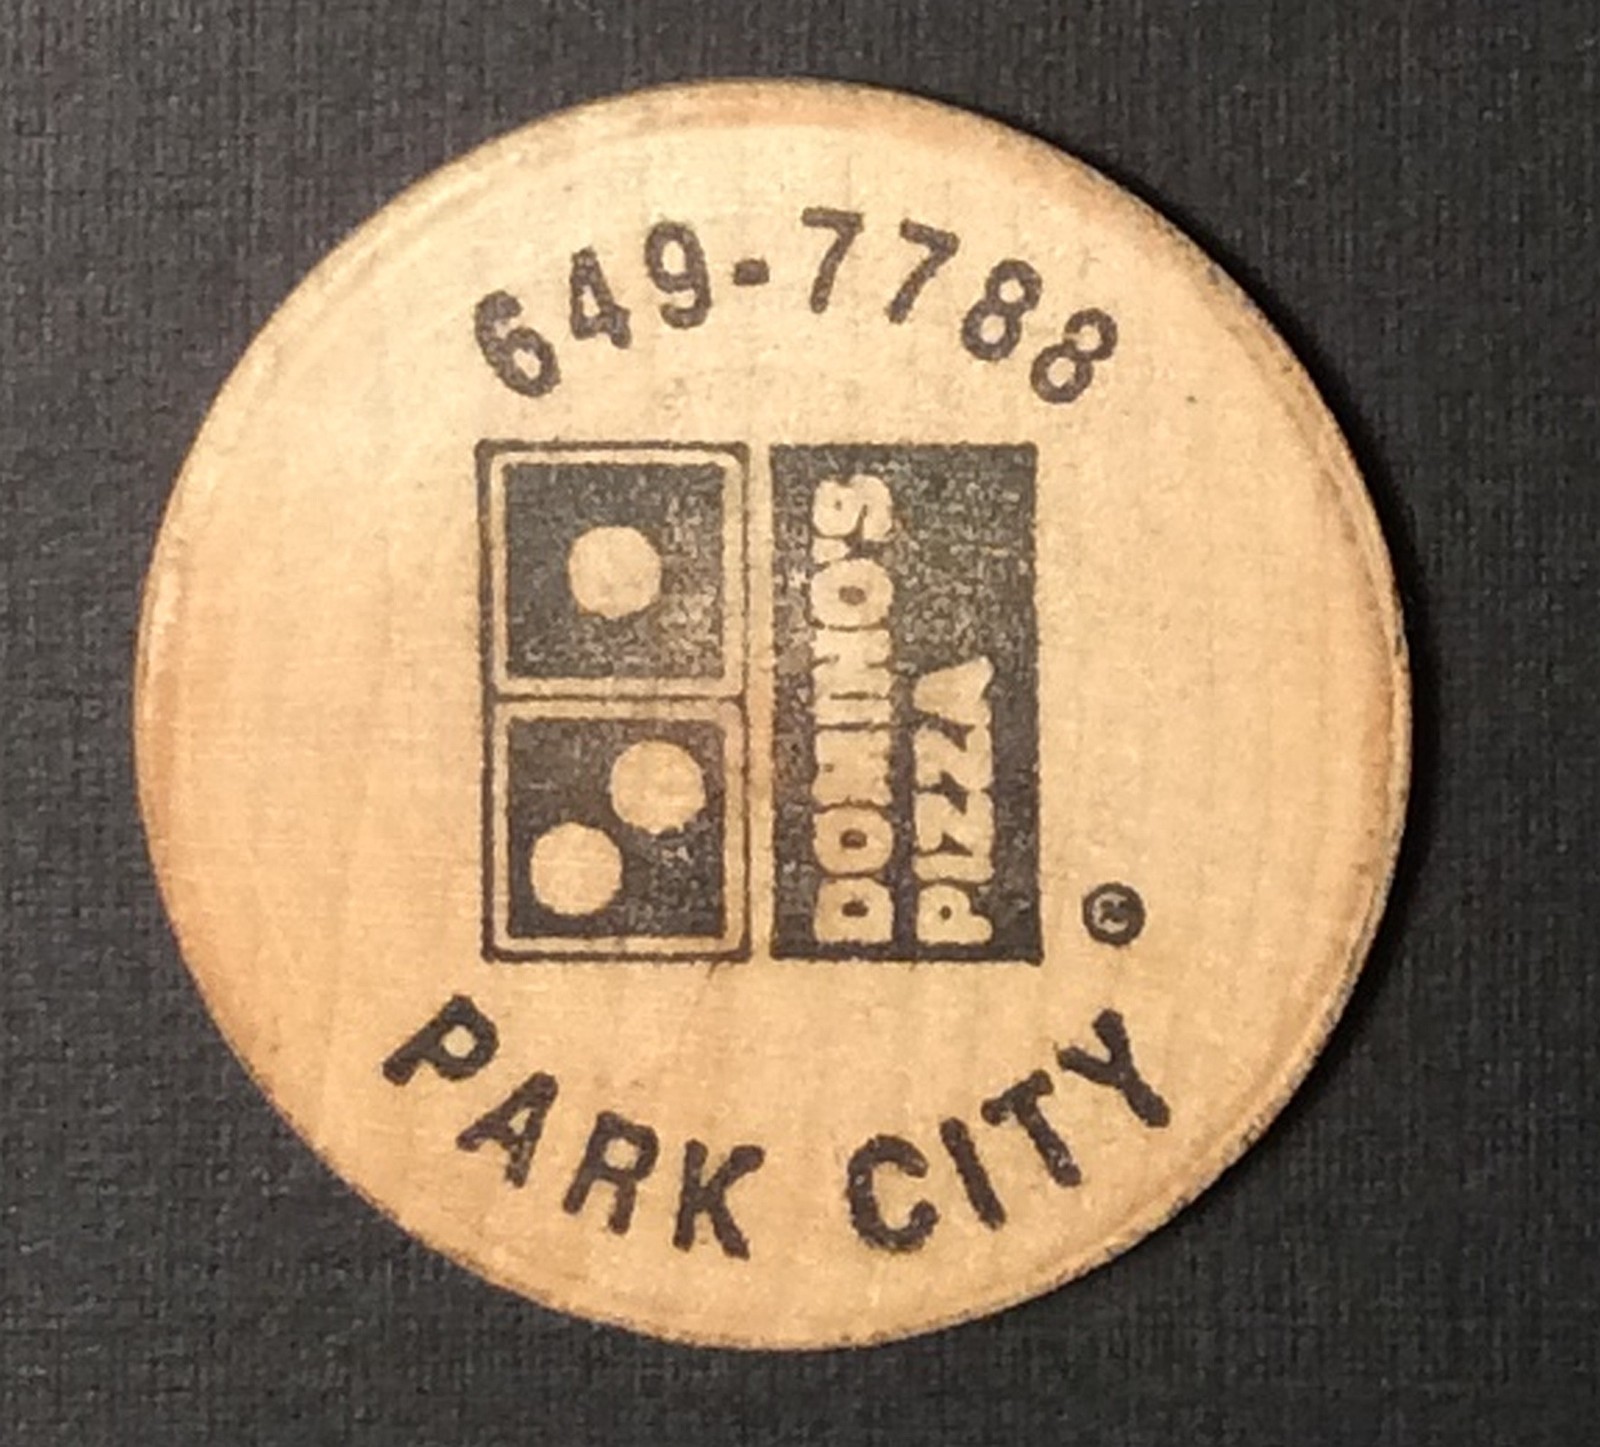 649-7788
DOMINO'S
PIZZA
®
PARK CITY